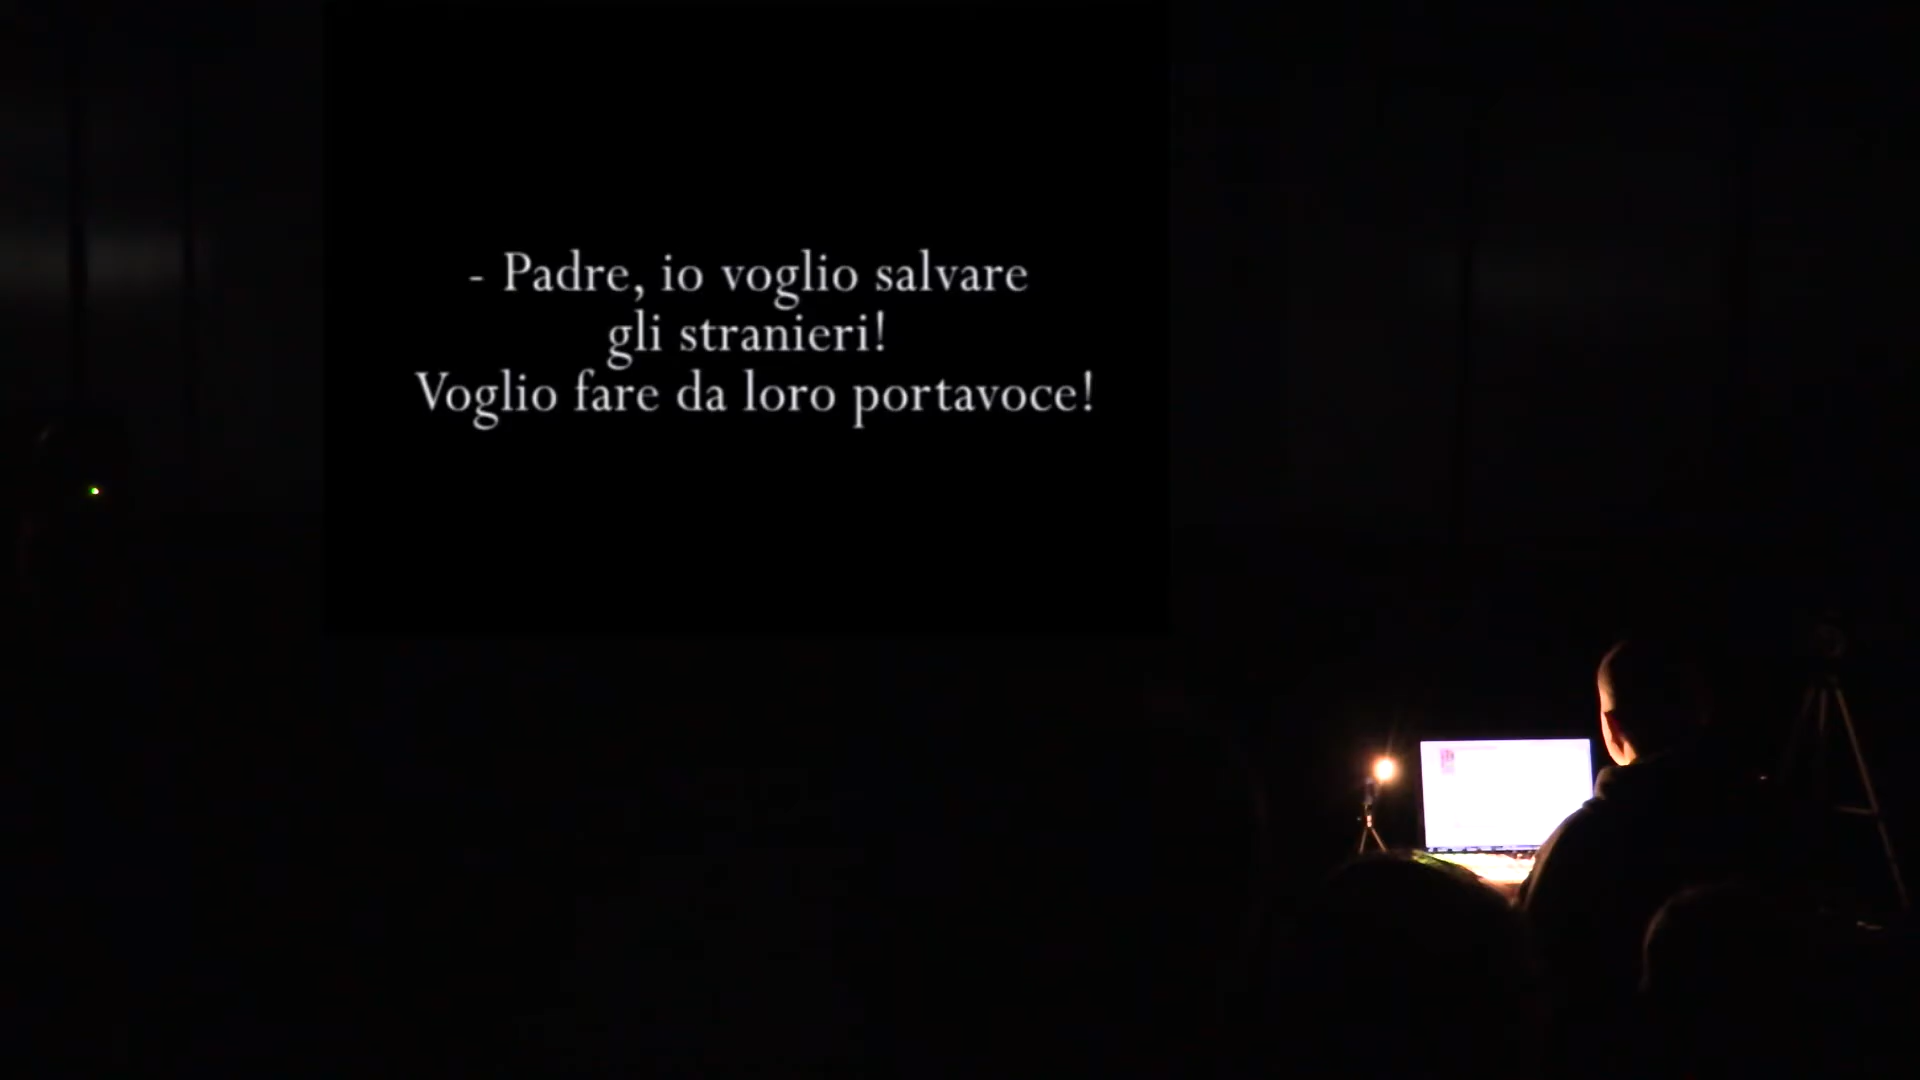 - Padre, io voglio salvare
gli stranieri!
Voglio fare da loro portavoce!